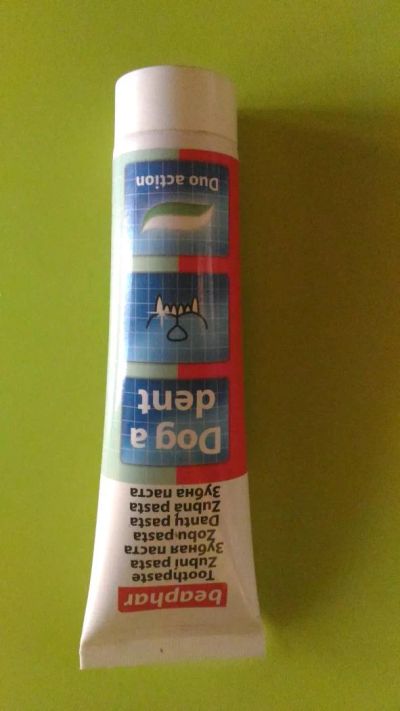 beaphar
Toothpaste
Zubní pasta
Зубная паста
Zobu pasta
Dantų pasta
Zubná pasta
Зубна паста
Dog a
dent
Duo action